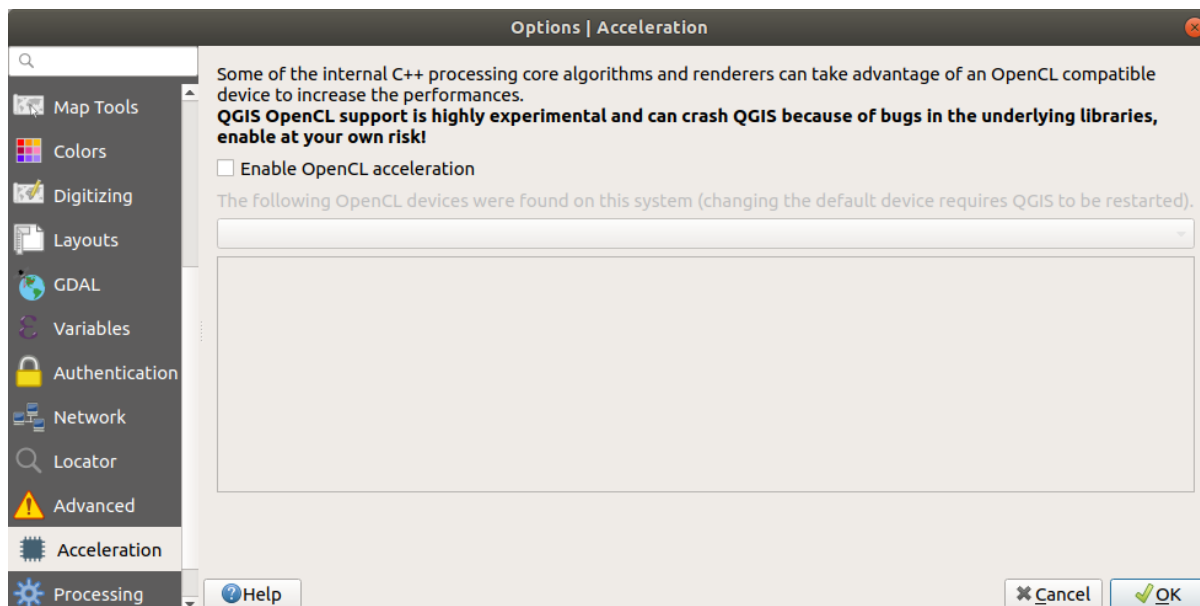 Options | Acceleration
Some of the internal C++ processing core algorithms and renderers can take advantage of an OpenCL compatible
device to increase the performances.
QGIS OpenCL support is highly experimental and can crash QGIS because of bugs in the underlying libraries,
enable at your own risk!
Enable OpenCL acceleration
The following OpenCL devices were found on this system (changing the default device requires QGIS to be restarted).
Map Tools
Colors
Digitizing
Layouts
GDAL
Variables
Authentication
Network
Locator
Advanced
Acceleration
Processing
Help
Cancel
OK